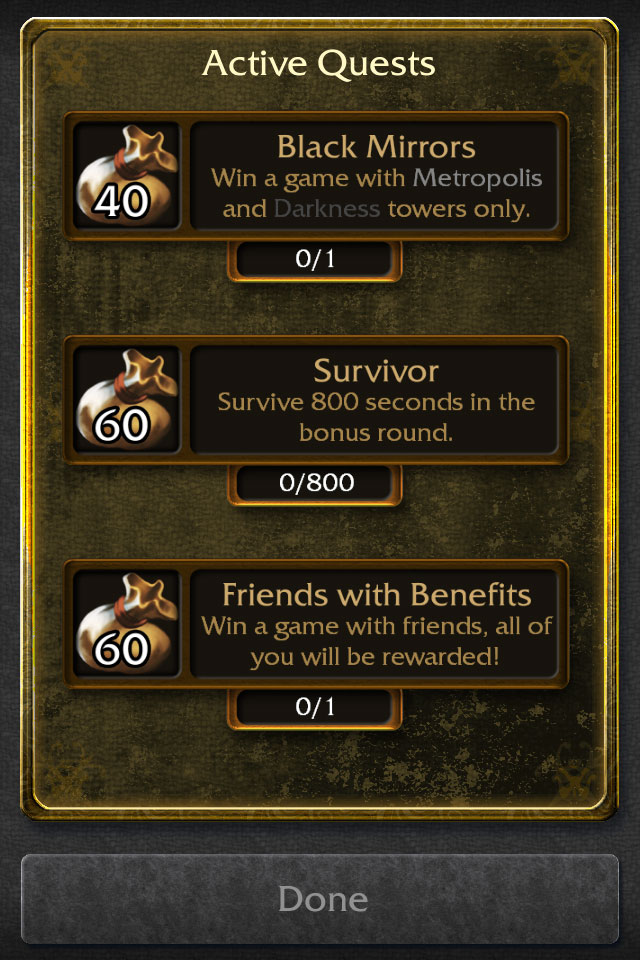 Active Quests
Black Mirrors
40
Win a game with Metropolis
and Darkness towers only.
0/1
Survivor
60
Survive 800 seconds in the
bonus round.
0/800
Friends with Benefits
60
Win a game with friends, all of
you will be rewarded!
0/1
Done